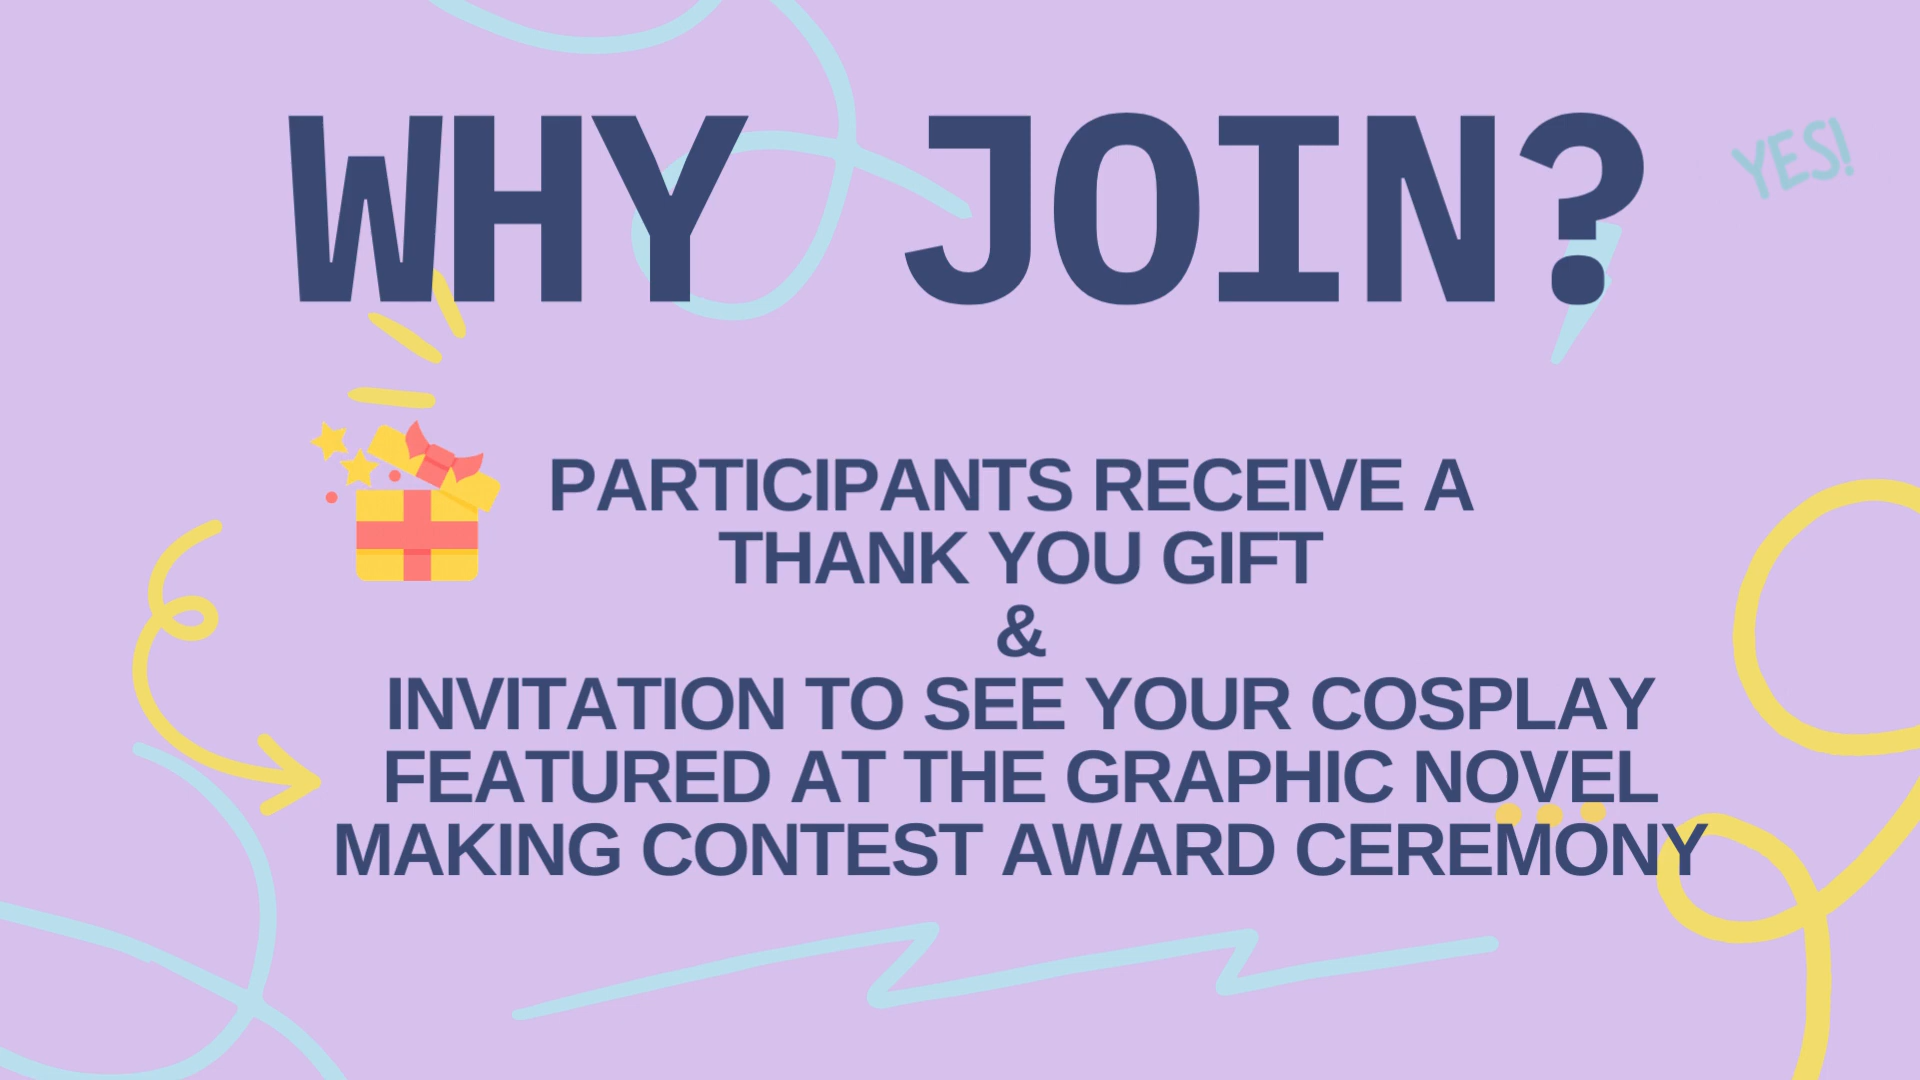 WHY JOIN?
YES!
PARTICIPANTS RECEIVE A
THANK YOU GIFT
&
INVITATION TO SEE YOUR COSPLAY
FEATURED AT THE GRAPHIC NOVEL
MAKING CONTEST AWARD CEREMONY